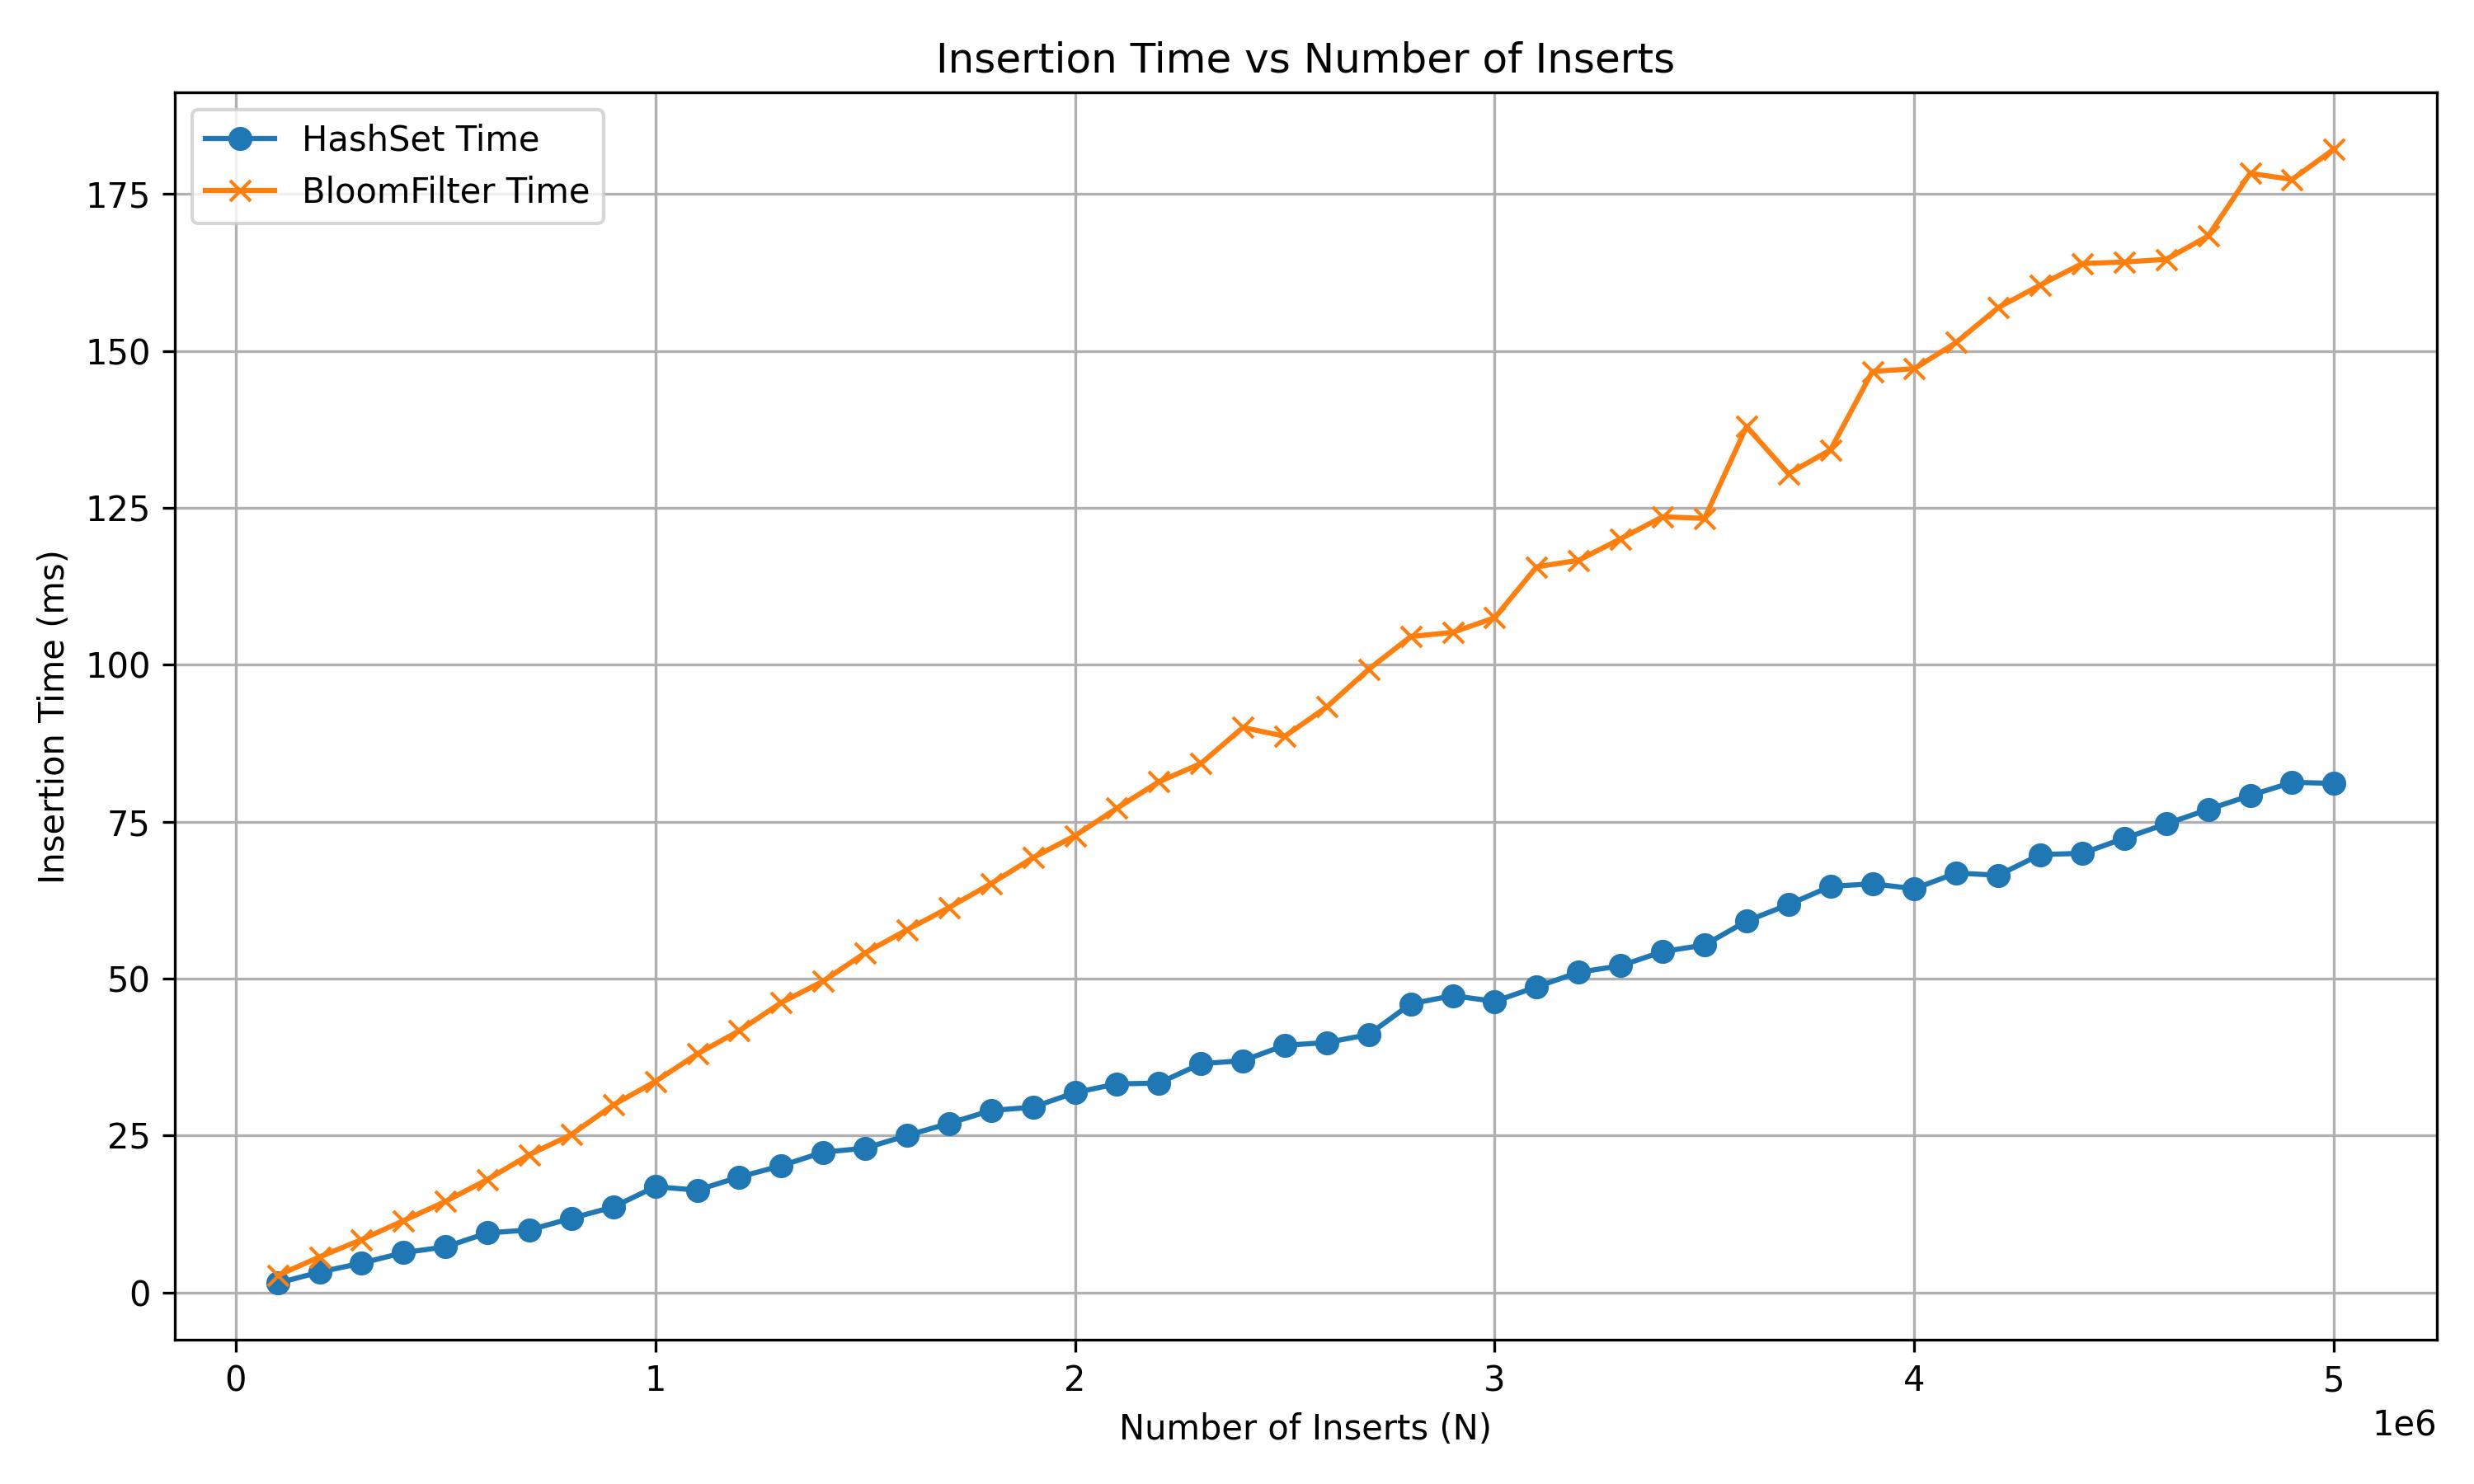 Insertion Time vs Number of Inserts
HashSet Time
BloomFilter Time
Insertion Time (ms)
175
150
125
100
75
50
25
0
0 1 2 3 4 5
1e6
Number of Inserts (N)